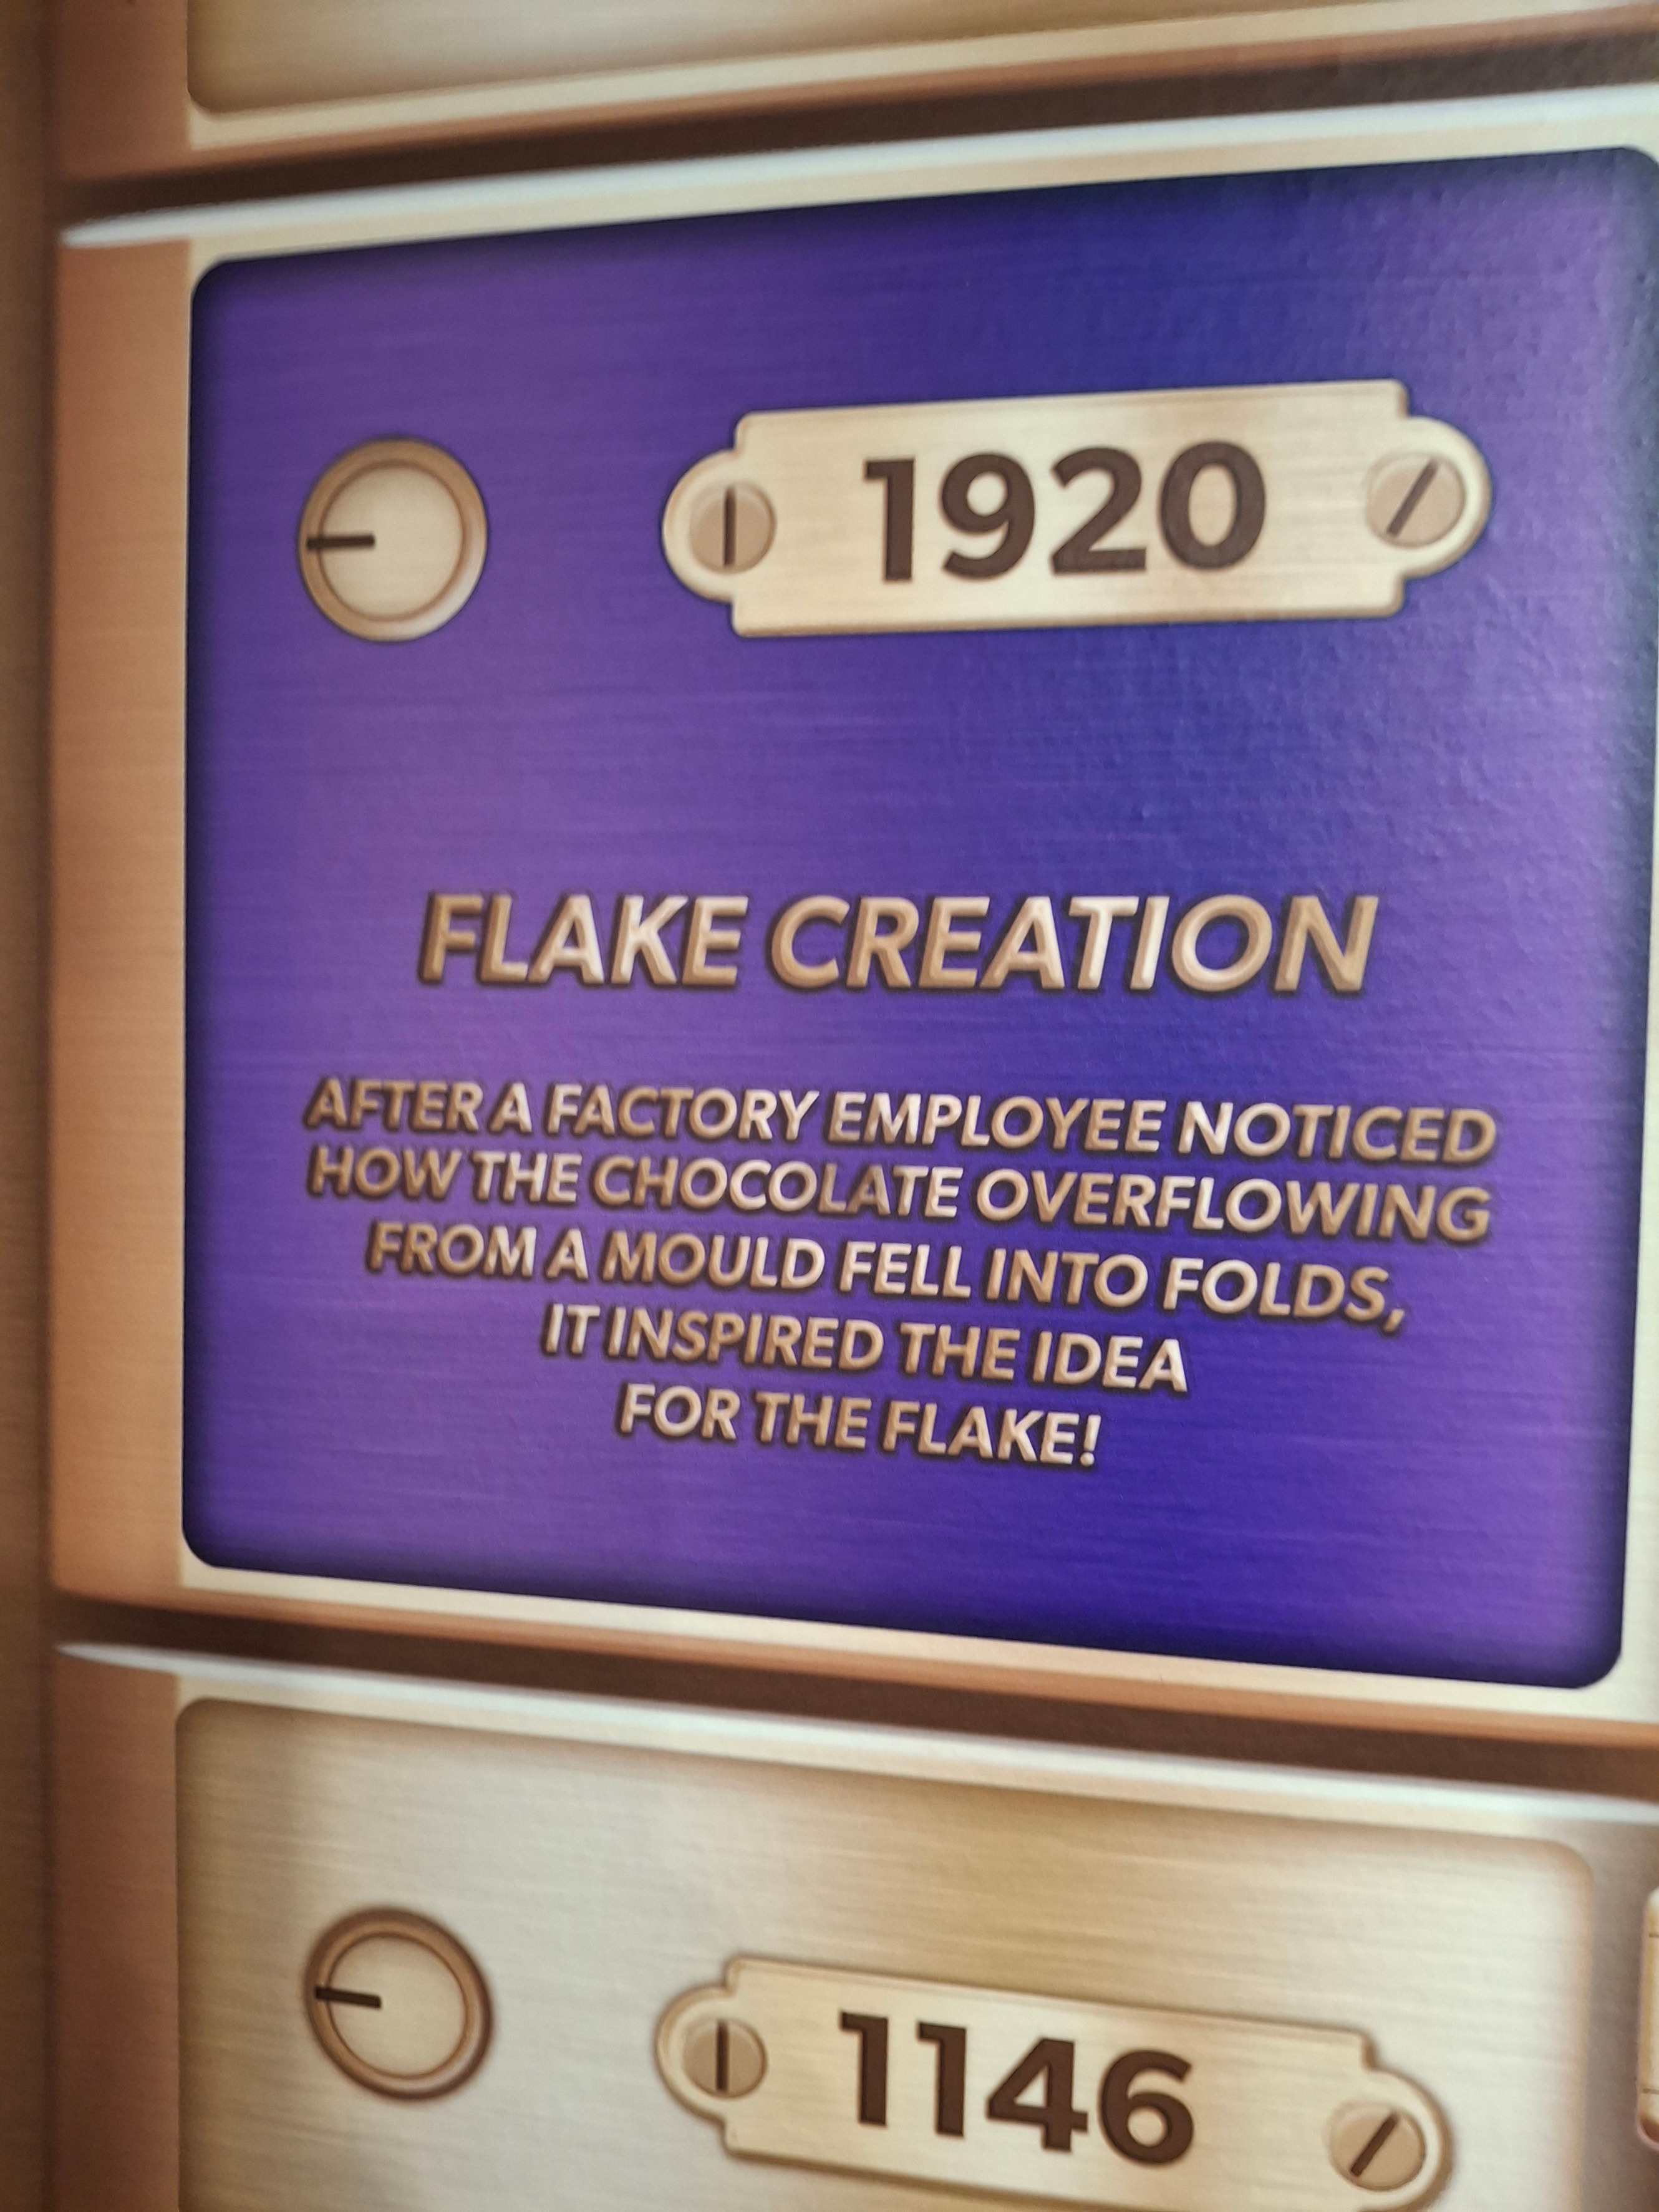 1920
FLAKE CREATION
AFTER A FACTORY EMPLOYEE NOTICED
HOW THE CHOCOLATE OVERFLOWING
FROM A MOULD FELL INTO FOLDS,
IT INSPIRED THE IDEA
FOR THE FLAKE!
1146